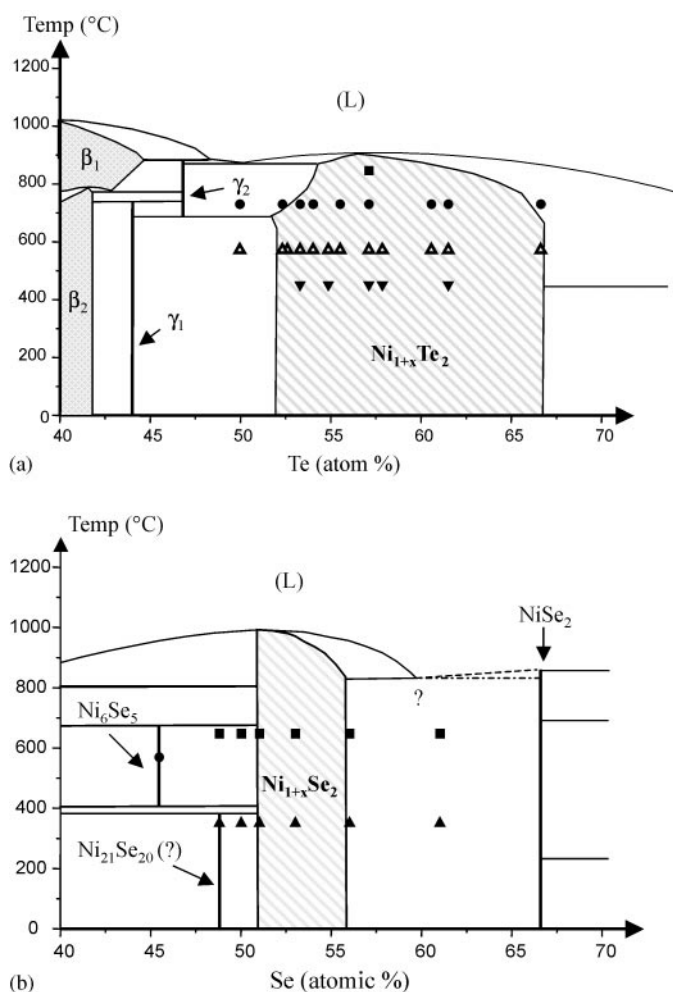 Temp (°C)
1200
(L)
1000
β₁
800
γ₂
600
400
β₂
γ₁
Ni₁₊ₓTe₂
200
0
40 45 50 55 60 65 70
(a)
Te (atom %)
Temp (°C)
1200
(L)
NiSe₂
1000
800
?
Ni₆Se₅
600
Ni₁₊ₓSe₂
400
Ni₂₁Se₂₀ (?)
200
0
40 45 50 55 60 65 70
(b)
Se (atomic %)